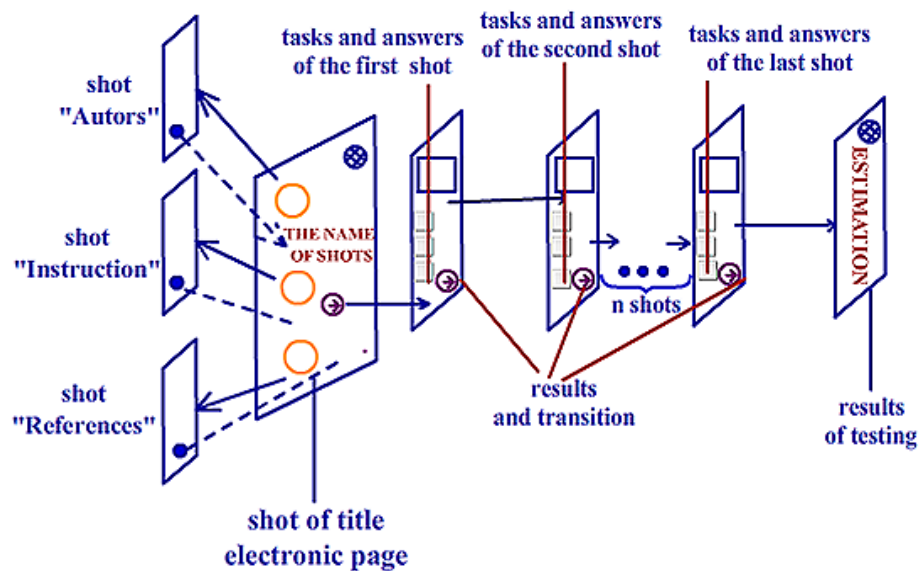 tasks and answers
of the first shot
tasks and answers
of the second shot
tasks and answers
of the last shot
shot
"Autors"
shot
"Instruction"
shot
"References"
THE NAME
OF SHOTS
ESTIMATION
n shots
results
and transition
results
of testing
shot of title
electronic page